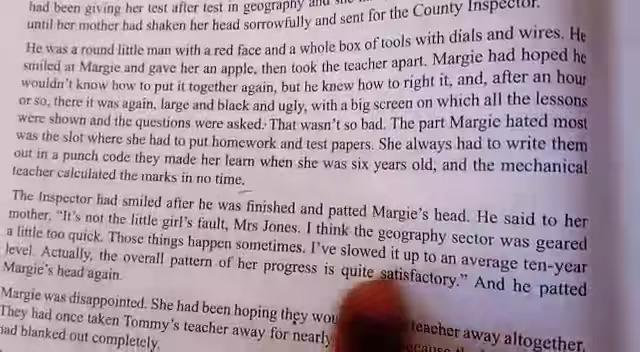 had been giving her test after test in geography and she
until her mother had shaken her head sorrowfully and sent for the County Inspector.
He was a round little man with a red face and a whole box of tools with dials and wires. He
smiled at Margie and gave her an apple, then took the teacher apart. Margie had hoped he
wouldn't know how to put it together again, but he knew how to right it, and, after an hour
or so, there it was again, large and black and ugly, with a big screen on which all the lessons
were shown and the questions were asked. That wasn't so bad. The part Margie hated most
was the slot where she had to put homework and test papers. She always had to write them
out in a punch code they made her learn when she was six years old, and the mechanical
teacher calculated the marks in no time.
The Inspector had smiled after he was finished and patted Margie's head. He said to her
mother, "It's not the little girl's fault, Mrs Jones. I think the geography sector was geared
a little too quick. Those things happen sometimes. I've slowed it up to an average ten-year
level. Actually, the overall pattern of her progress is quite satisfactory." And he patted
Margie's head again.
Margie was disappointed. She had been hoping they teacher away altogether.
They had once taken Tommy's teacher away for nearly because
had blanked out completely.